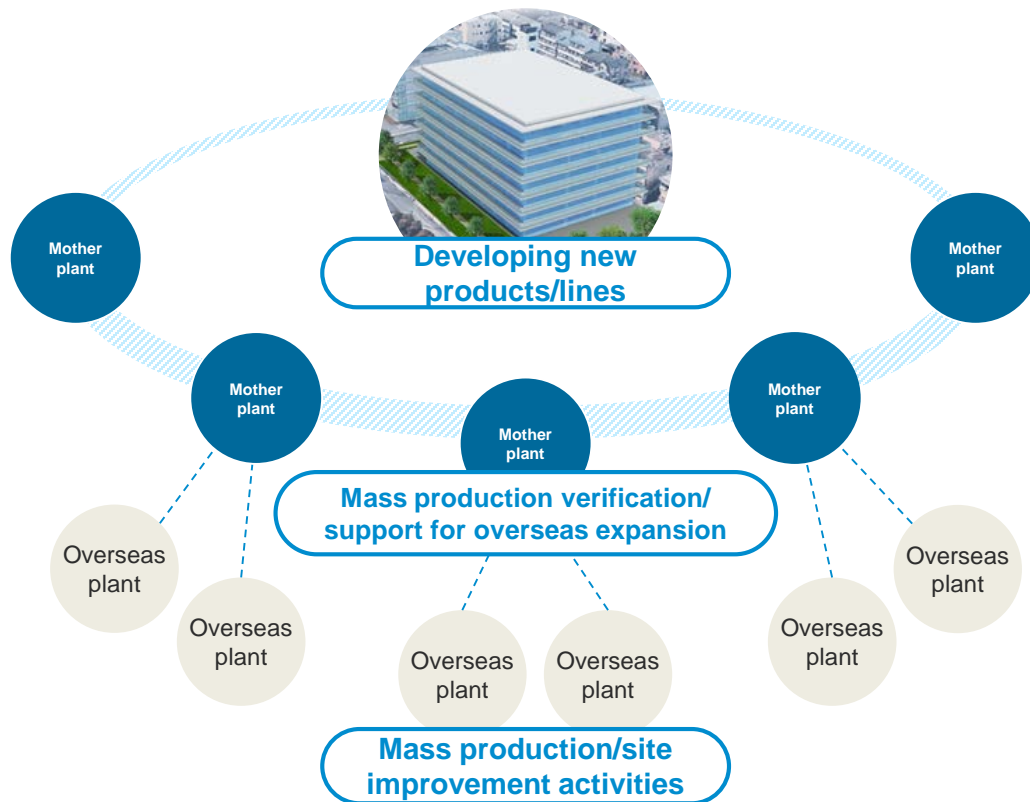 Mother
plant
Mother
plant
Developing new
products/lines
Mother
plant
Mother
plant
Mother
plant
Mass production verification/
support for overseas expansion
Overseas
plant
Overseas
plant
Overseas
plant
Overseas
plant
Overseas
plant
Overseas
plant
Mass production/site
improvement activities